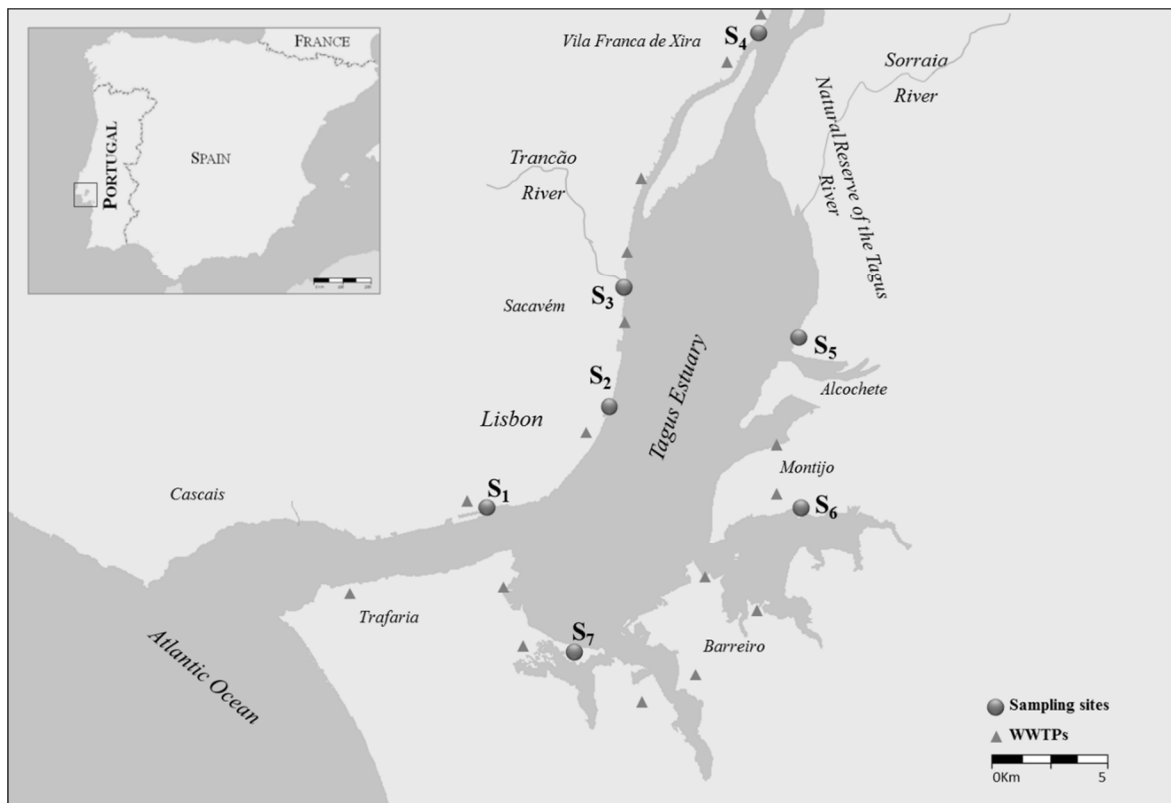 FRANCE
PORTUGAL
SPAIN
Vila Franca de Xira
S4
Sorraia
River
Natural Reserve of the Tagus
River
Trancão
River
S3
Sacavém
S5
Alcochete
S2
Lisbon
Tagus Estuary
Montijo
S6
Cascais
S1
Trafaria
S7
Barreiro
Atlantic Ocean
Sampling sites
WWTPs
0Km 5